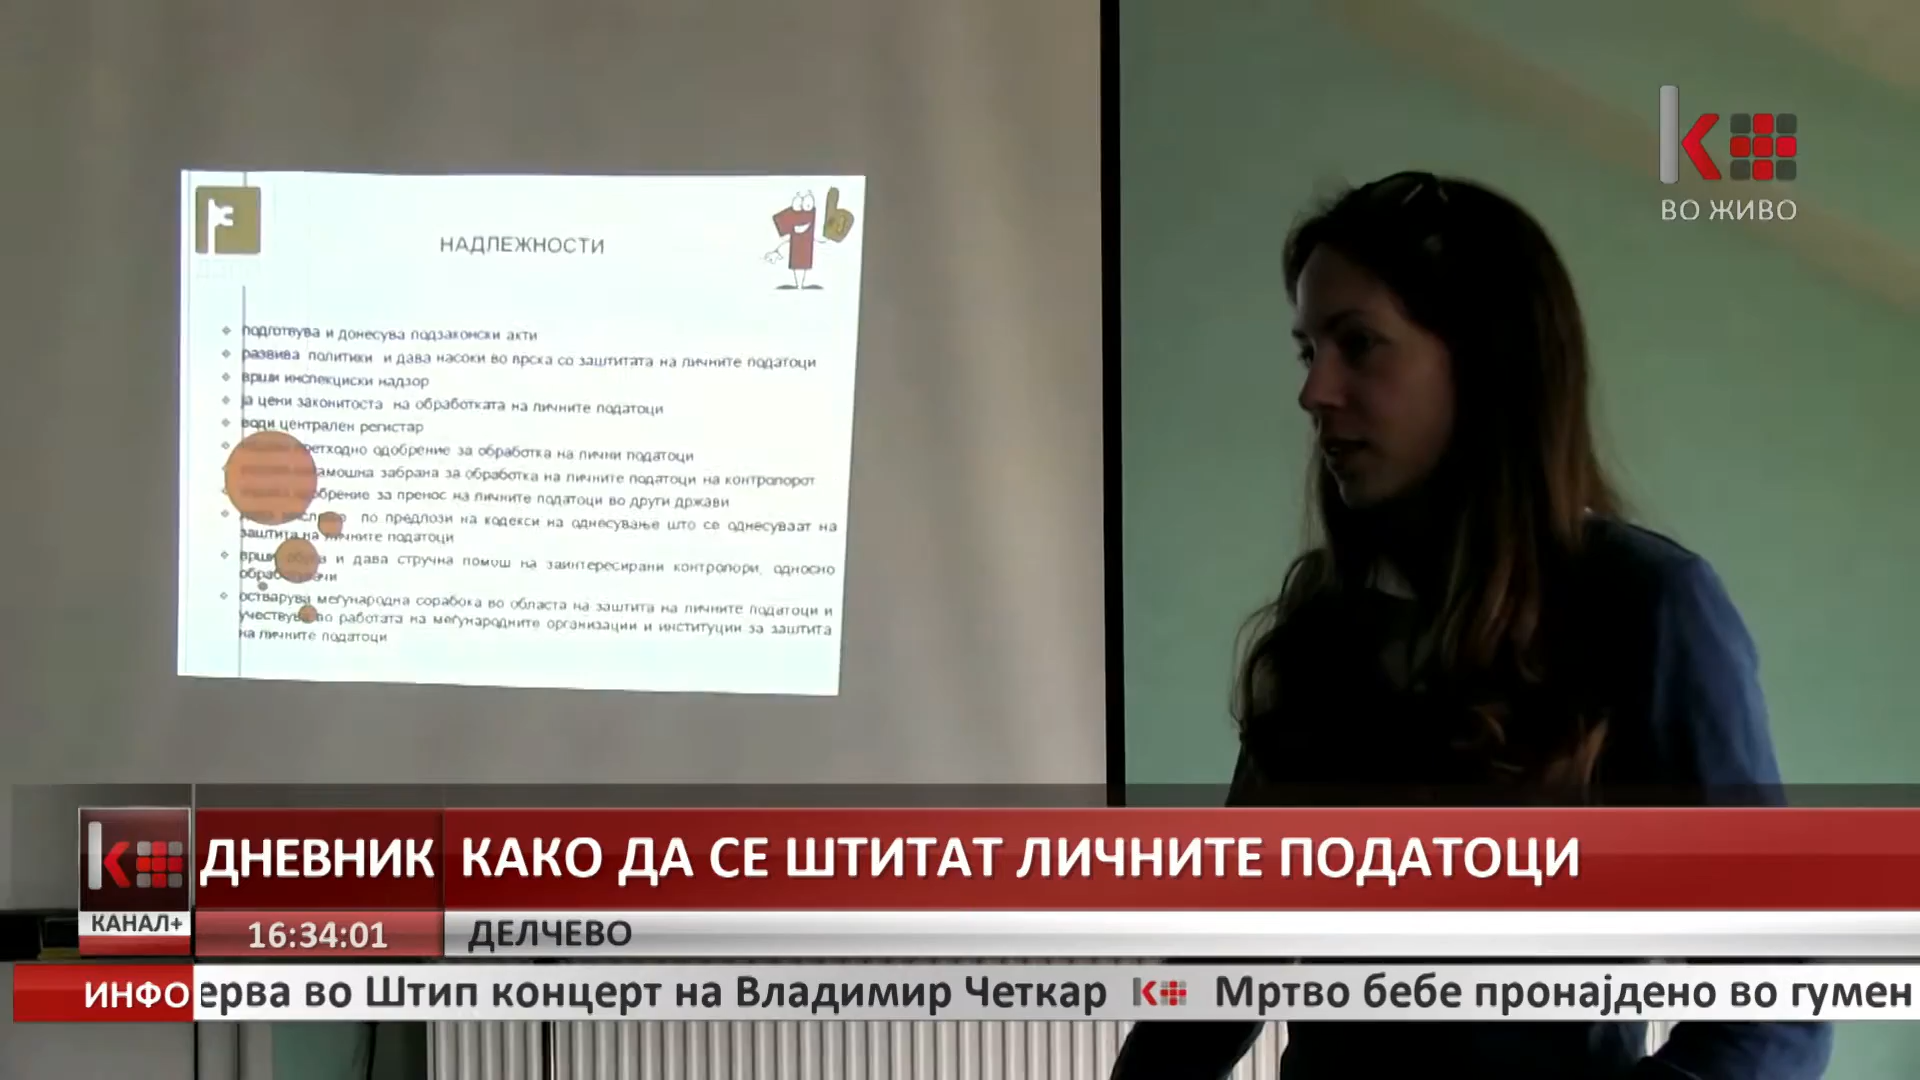 ВО ЖИВО
НАДЛЕЖНОСТИ
подготвува и донесува подзаконски акти
развива политики и дава насоки во врска со заштитата на личните податоци
врши инспекциски надзор
ја цени законитоста на обработката на личните податоци
води централен регистар
одобрение за обработка на лични податоци
забрана за обработка на личните податоци на контролорот
за пренос на личните податоци во други држави
по предлози на кодекси на однесување што се однесуваат на
заштита на личните податоци
врши и дава стручна помош на заинтересирани контролори, односно
остварува меѓународна сорабока во областа на заштита на личните податоци и
учествува во работата на меѓународните организации и институции за заштита
на личните податоци
ДНЕВНИК КАКО ДА СЕ ШТИТАТ ЛИЧНИТЕ ПОДАТОЦИ
КАНАЛ+
16:34:01 ДЕЛЧЕВО
ИНФО ерва во Штип концерт на Владимир Четкар Мртво бебе пронајдено во гумен